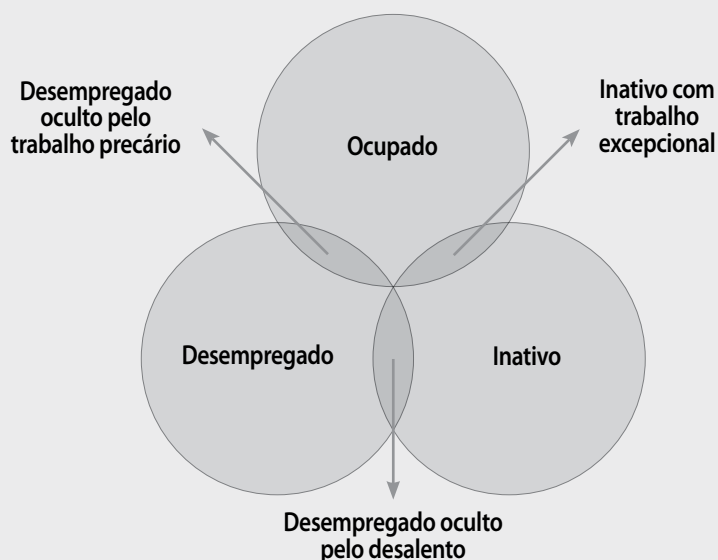 Desempregado
oculto pelo
trabalho precário
Inativo com
trabalho
excepcional
Ocupado
Desempregado
Inativo
Desempregado oculto
pelo desalento